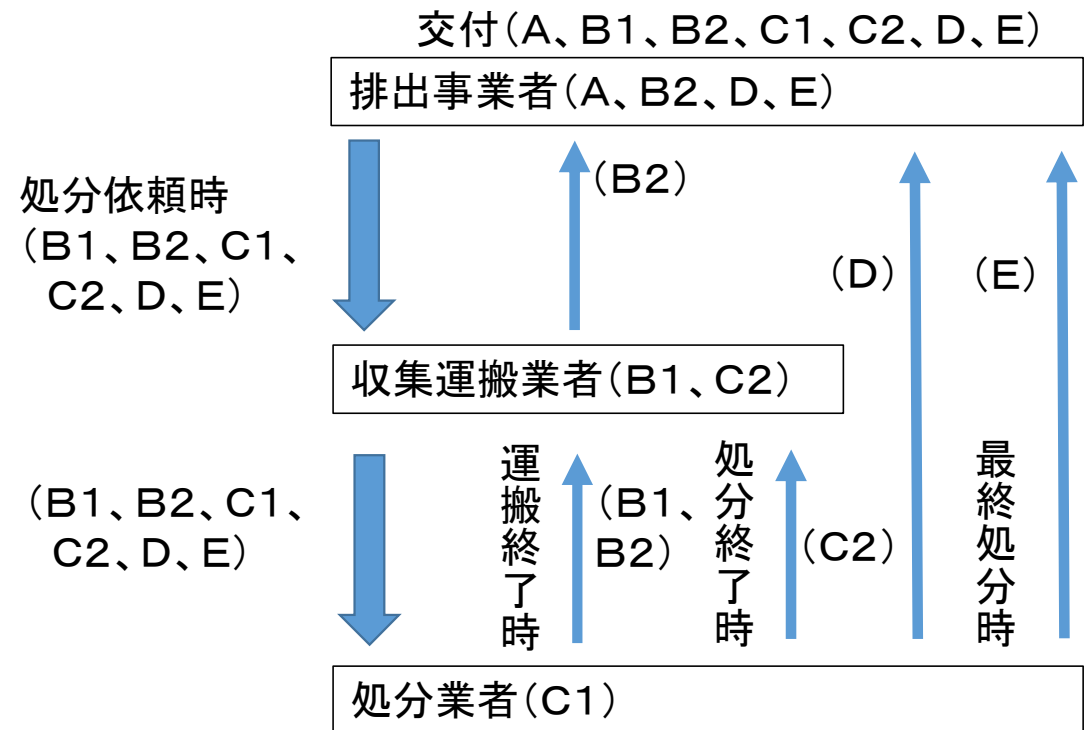 交付(A、B1、B2、C1、C2、D、E)
排出事業者(A、B2、D、E)
処分依頼時
(B1、B2、C1、
C2、D、E)
(B2)
(D)
(E)
収集運搬業者(B1、C2)
(B1、B2、C1、
C2、D、E)
運搬終了時
(B1、
B2)
処分終了時
(C2)
最終処分時
処分業者(C1)